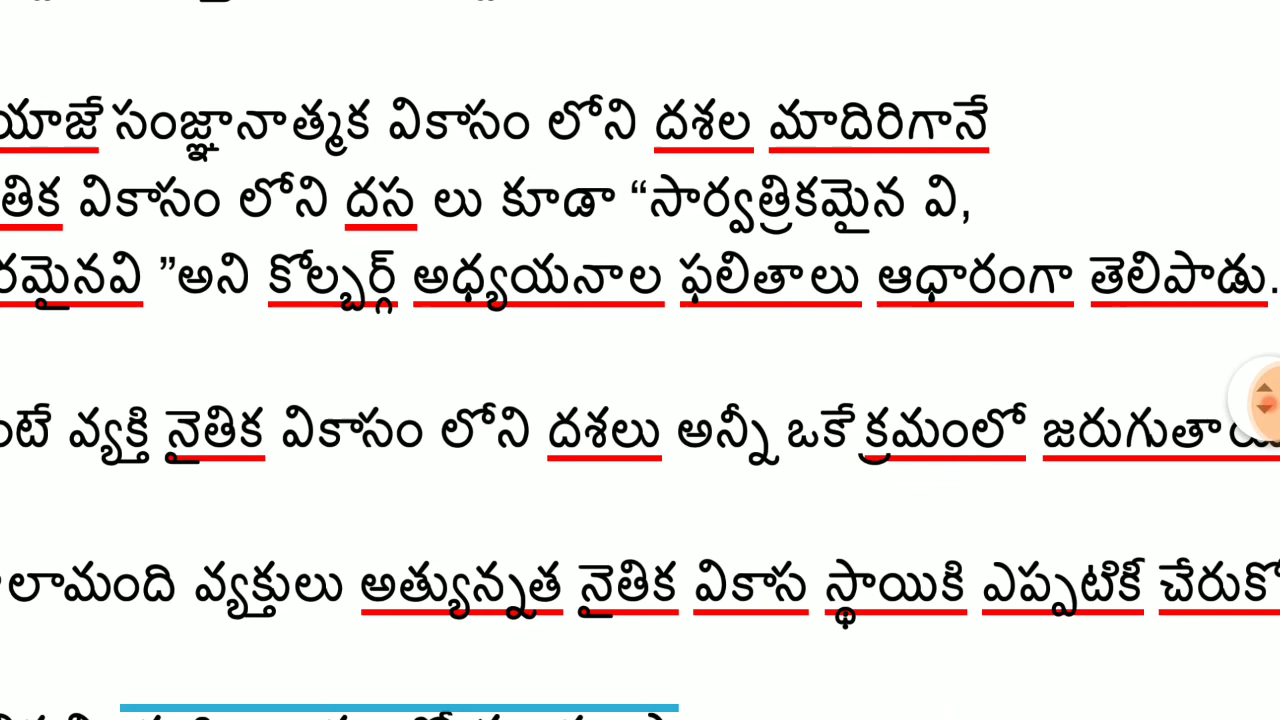 యాజే సంజ్ఞానాత్మక వికాసం లోని దశల మాదిరిగానే
తిక వికాసం లోని దస లు కూడా “సార్వత్రికమైన వి,
రమైనవి ”అని కోల్బర్గ్ అధ్యయనాల ఫలితాలు ఆధారంగా తెలిపాడు.
ంటే వ్యక్తి నైతిక వికాసం లోని దశలు అన్నీ ఒకే క్రమంలో జరుగుతాయి
లామంది వ్యక్తులు అత్యున్నత నైతిక వికాస స్థాయికి ఎప్పటికీ చేరుకో